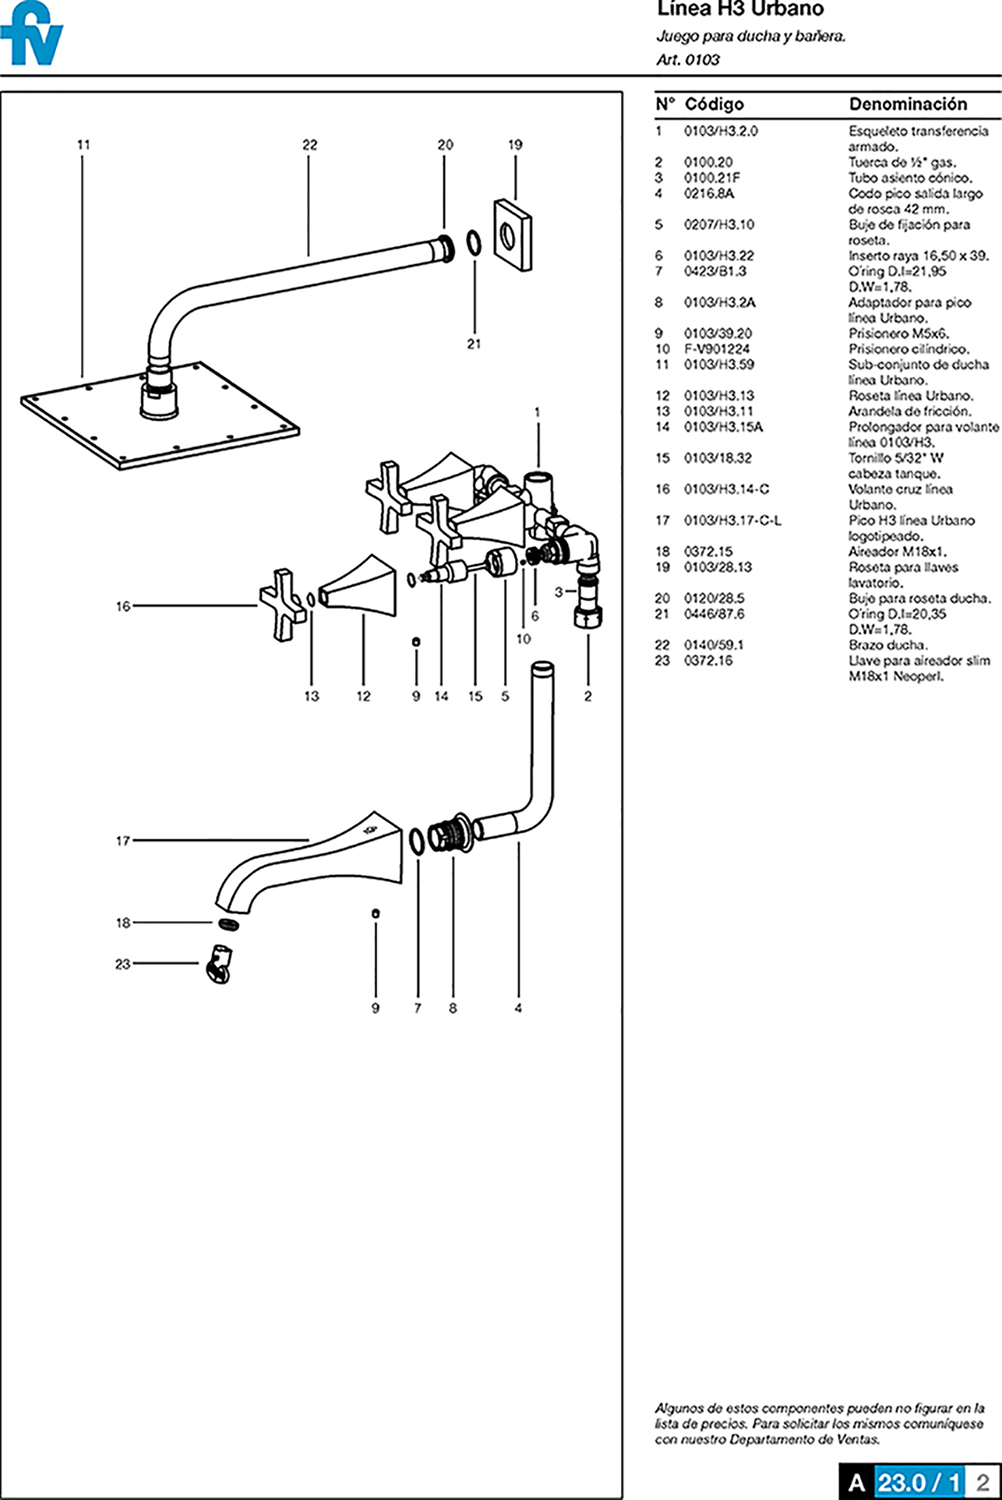 fv
Línea H3 Urbano
Juego para ducha y bañera.
Art. 0103
N° Código Denominación
1 0103/H3.2.0 Esqueleto transferencia
armado.
2 0100.20 Tuerca de ½" gas.
3 0100.21F Tubo asiento cónico.
4 0216.8A Codo pico salida largo
de rosca 42 mm.
5 0207/H3.10 Buje de fijación para
roseta.
6 0103/H3.22 Inserto raya 16,50 x 39.
7 0423/B1.3 O'ring D.I=21,95
D.W=1,78.
8 0103/H3.2A Adaptador para pico
línea Urbano.
9 0103/39.20 Prisionero M5x6.
10 F-V901224 Prisionero cilíndrico.
11 0103/H3.59 Sub-conjunto de ducha
línea Urbano.
12 0103/H3.13 Roseta línea Urbano.
13 0103/H3.11 Arandela de fricción.
14 0103/H3.15A Prolongador para volante
línea 0103/H3.
15 0103/18.32 Tornillo 5/32" W
cabeza tanque.
16 0103/H3.14-C Volante cruz línea
Urbano.
17 0103/H3.17-C-L Pico H3 línea Urbano
logotipeado.
18 0372.15 Aireador M18x1.
19 0103/28.13 Roseta para llaves
lavatorio.
20 0120/28.5 Buje para roseta ducha.
21 0446/87.6 O'ring D.I=20,35
D.W=1,78.
22 0140/59.1 Brazo ducha.
23 0372.16 Llave para aireador slim
M18x1 Neoperl.
11 22 20 19
21
1
3
16
6
10
13 12 9 14 15 5 2
17
18
23
9 7 8 4
Algunos de estos componentes pueden no figurar en la
lista de precios. Para solicitar los mismos comuníquese
con nuestro Departamento de Ventas.
A 23.0 / 1 2